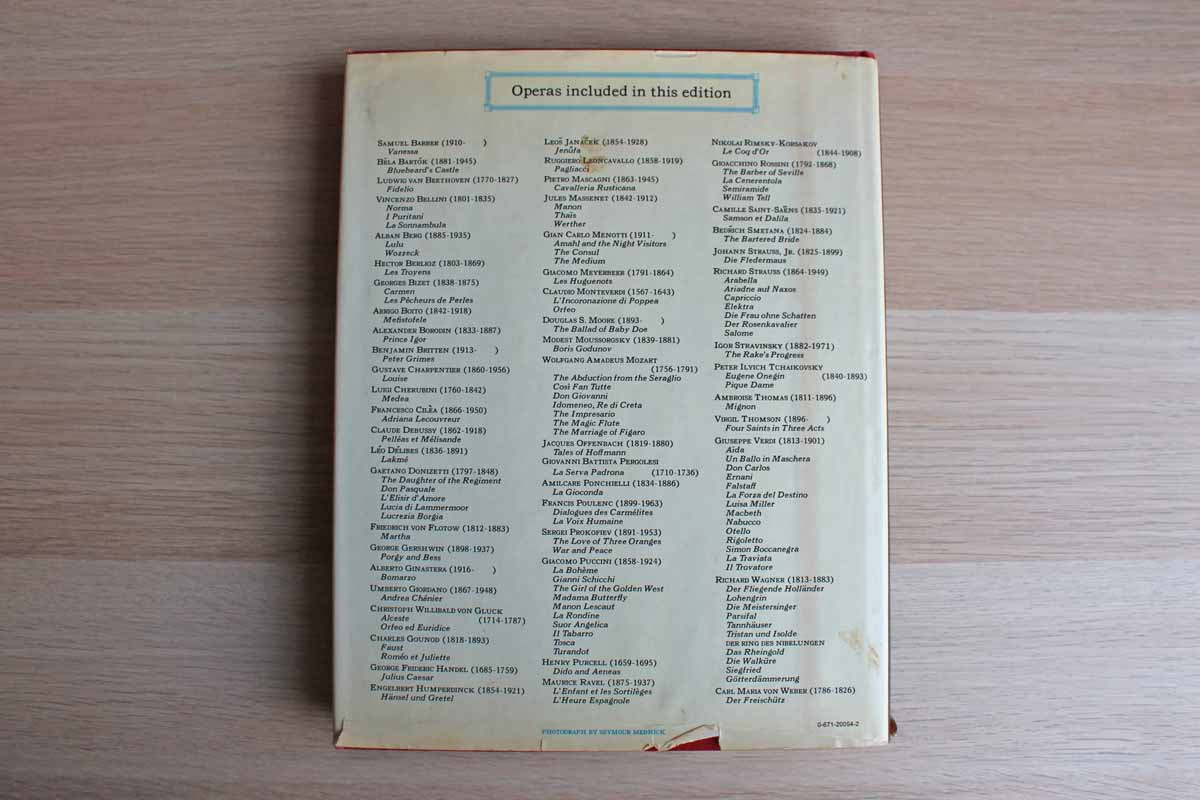 Operas included in this edition
SAMUEL BARBER (1910- )
Vanessa
BÉLA BARTÓK (1881-1945)
Bluebeard's Castle
LUDWIG VAN BEETHOVEN (1770-1827)
Fidelio
VINCENZO BELLINI (1801-1835)
Norma
I Puritani
La Sonnambula
ALBAN BERG (1885-1935)
Lulu
Wozzeck
HECTOR BERLIOZ (1803-1869)
Les Troyens
GEORGES BIZET (1838-1875)
Carmen
Les Pêcheurs de Perles
ARRIGO BOITO (1842-1918)
Mefistofele
ALEXANDER BORODIN (1833-1887)
Prince Igor
BENJAMIN BRITTEN (1913- )
Peter Grimes
GUSTAVE CHARPENTIER (1860-1956)
Louise
LUIGI CHERUBINI (1760-1842)
Medea
FRANCESCO CILÈA (1866-1950)
Adriana Lecouvreur
CLAUDE DEBUSSY (1862-1918)
Pelléas et Mélisande
LÉO DÉLIBES (1836-1891)
Lakmé
GAETANO DONIZETTI (1797-1848)
The Daughter of the Regiment
Don Pasquale
L'Elisir d'Amore
Lucia di Lammermoor
Lucrezia Borgia
FRIEDRICH VON FLOTOW (1812-1883)
Martha
GEORGE GERSHWIN (1898-1937)
Porgy and Bess
ALBERTO GINASTERA (1916- )
Bomarzo
UMBERTO GIORDANO (1867-1948)
Andrea Chénier
CHRISTOPH WILLIBALD VON GLUCK
Alceste (1714-1787)
Orfeo ed Euridice
CHARLES GOUNOD (1818-1893)
Faust
Roméo et Juliette
GEORGE FRIDERIC HANDEL (1685-1759)
Julius Caesar
ENGELBERT HUMPERDINCK (1854-1921)
Hänsel und Gretel
LEOŠ JANÁČEK (1854-1928)
Jenůfa
RUGGIERO LEONCAVALLO (1858-1919)
Pagliacci
PIETRO MASCAGNI (1863-1945)
Cavalleria Rusticana
JULES MASSENET (1842-1912)
Manon
Thaïs
Werther
GIAN CARLO MENOTTI (1911- )
Amahl and the Night Visitors
The Consul
The Medium
GIACOMO MEYERBEER (1791-1864)
Les Huguenots
CLAUDIO MONTEVERDI (1567-1643)
L'Incoronazione di Poppea
Orfeo
DOUGLAS S. MOORE (1893- )
The Ballad of Baby Doe
MODEST MOUSSORGSKY (1839-1881)
Boris Godunov
WOLFGANG AMADEUS MOZART
(1756-1791)
The Abduction from the Seraglio
Così Fan Tutte
Don Giovanni
Idomeneo, Re di Creta
The Impresario
The Magic Flute
The Marriage of Figaro
JACQUES OFFENBACH (1819-1880)
Tales of Hoffmann
GIOVANNI BATTISTA PERGOLESI
La Serva Padrona (1710-1736)
AMILCARE PONCHIELLI (1834-1886)
La Gioconda
FRANCIS POULENC (1899-1963)
Dialogues des Carmélites
La Voix Humaine
SERGEI PROKOFIEV (1891-1953)
The Love of Three Oranges
War and Peace
GIACOMO PUCCINI (1858-1924)
La Bohème
Gianni Schicchi
The Girl of the Golden West
Madama Butterfly
Manon Lescaut
La Rondine
Suor Angelica
Il Tabarro
Tosca
Turandot
HENRY PURCELL (1659-1695)
Dido and Aeneas
MAURICE RAVEL (1875-1937)
L'Enfant et les Sortilèges
L'Heure Espagnole
NIKOLAI RIMSKY-KORSAKOV
Le Coq d'Or (1844-1908)
GIOACCHINO ROSSINI (1792-1868)
The Barber of Seville
La Cenerentola
Semiramide
William Tell
CAMILLE SAINT-SAËNS (1835-1921)
Samson et Dalila
BEDŘICH SMETANA (1824-1884)
The Bartered Bride
JOHANN STRAUSS, JR. (1825-1899)
Die Fledermaus
RICHARD STRAUSS (1864-1949)
Arabella
Ariadne auf Naxos
Capriccio
Elektra
Die Frau ohne Schatten
Der Rosenkavalier
Salome
IGOR STRAVINSKY (1882-1971)
The Rake's Progress
PETER ILYICH TCHAIKOVSKY
Eugene Onegin (1840-1893)
Pique Dame
AMBROISE THOMAS (1811-1896)
Mignon
VIRGIL THOMSON (1896- )
Four Saints in Three Acts
GIUSEPPE VERDI (1813-1901)
Aïda
Un Ballo in Maschera
Don Carlos
Ernani
Falstaff
La Forza del Destino
Luisa Miller
Macbeth
Nabucco
Otello
Rigoletto
Simon Boccanegra
La Traviata
Il Trovatore
RICHARD WAGNER (1813-1883)
Der Fliegende Holländer
Lohengrin
Die Meistersinger
Parsifal
Tannhäuser
Tristan und Isolde
DER RING DES NIBELUNGEN
Das Rheingold
Die Walküre
Siegfried
Götterdämmerung
CARL MARIA VON WEBER (1786-1826)
Der Freischütz
0-671-20054-2
PHOTOGRAPH BY SEYMOUR MEDNICK